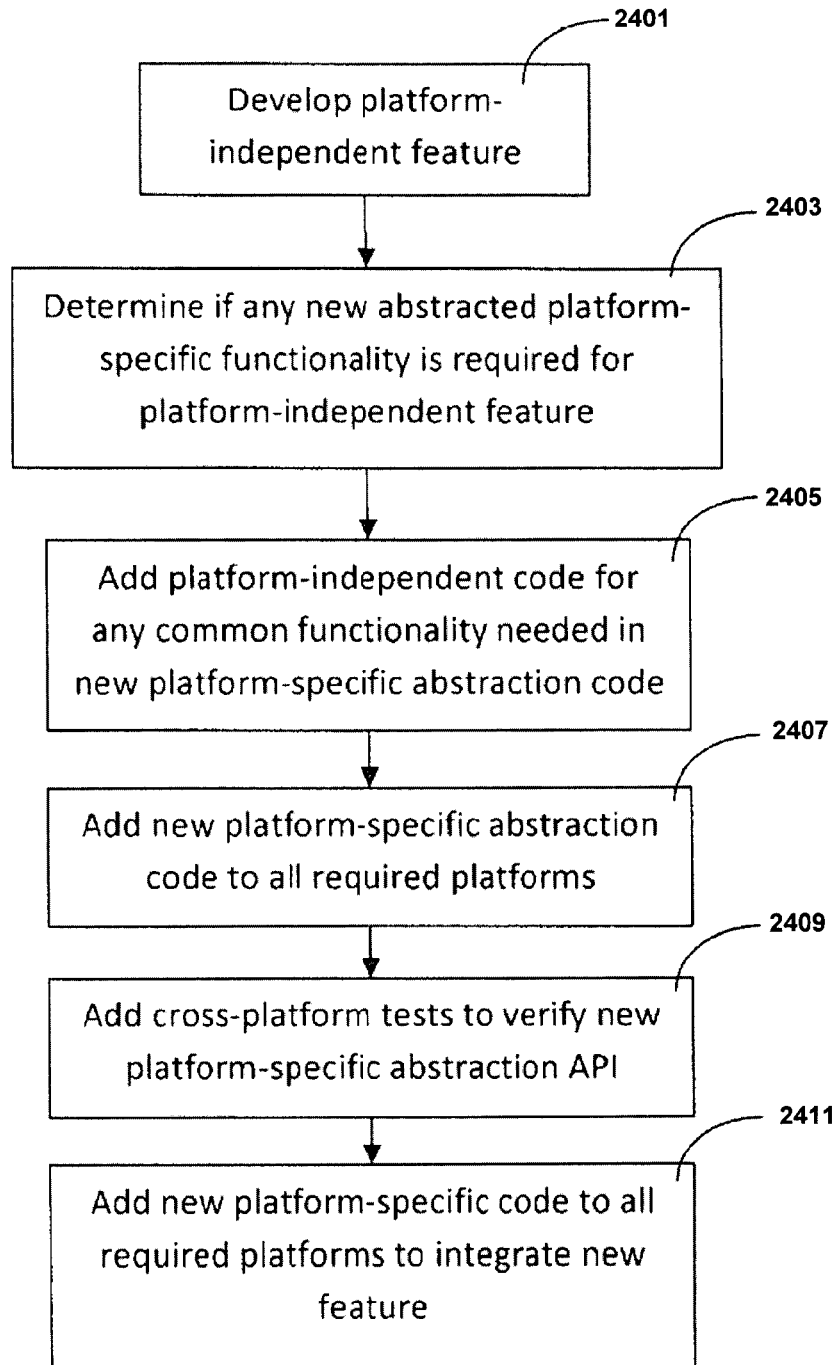 2401
Develop platform-
independent feature
2403
Determine if any new abstracted platform-
specific functionality is required for
platform-independent feature
2405
Add platform-independent code for
any common functionality needed in
new platform-specific abstraction code
2407
Add new platform-specific abstraction
code to all required platforms
2409
Add cross-platform tests to verify new
platform-specific abstraction API
2411
Add new platform-specific code to all
required platforms to integrate new
feature